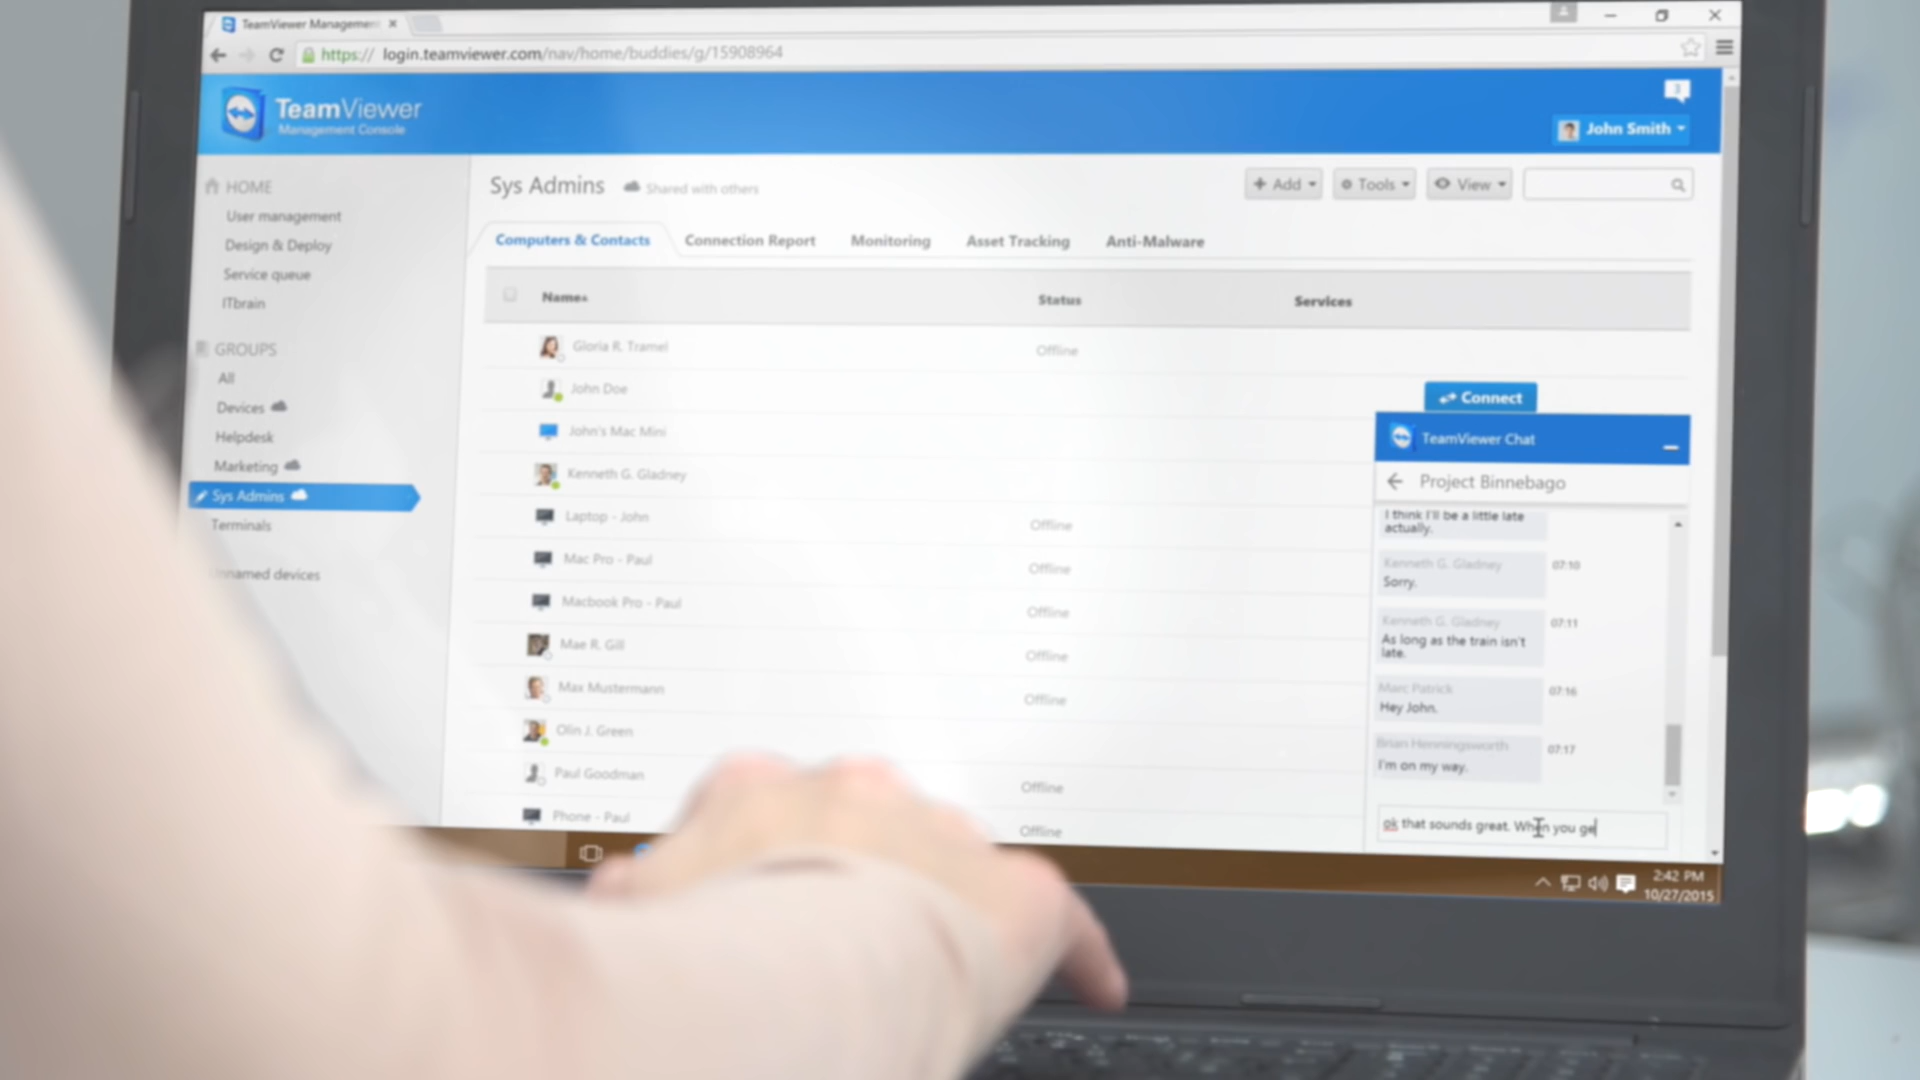 TeamViewer Management
https://login.teamviewer.com/nav/home/buddies/g/15908964
TeamViewer
Management Console
John Smith
HOME
User management
Design & Deploy
Service queue
ITbrain
GROUPS
All
Devices
Helpdesk
Marketing
Sys Admins
Terminals
nnamed devices
Sys Admins
Shared with others
Add
Tools
View
Computers & Contacts
Connection Report
Monitoring
Asset Tracking
Anti-Malware
Name
Status
Services
Gloria R. Tramel
Offline
John Doe
John's Mac Mini
Kenneth G. Gladney
Laptop - John
Offline
Mac Pro - Paul
Offline
Macbook Pro - Paul
Offline
Mae R. Gill
Offline
Max Mustermann
Offline
Olin J. Green
Paul Goodman
Offline
Phone - Paul
Offline
Connect
TeamViewer Chat
Project Binnebago
I think I'll be a little late
actually.
Kenneth G. Gladney
07:10
Sorry.
Kenneth G. Gladney
07:11
As long as the train isn't
late.
Marc Patrick
07:16
Hey John.
Brian Henningsworth
07:17
I'm on my way.
ok that sounds great. When you ge
2:42 PM
10/27/2015